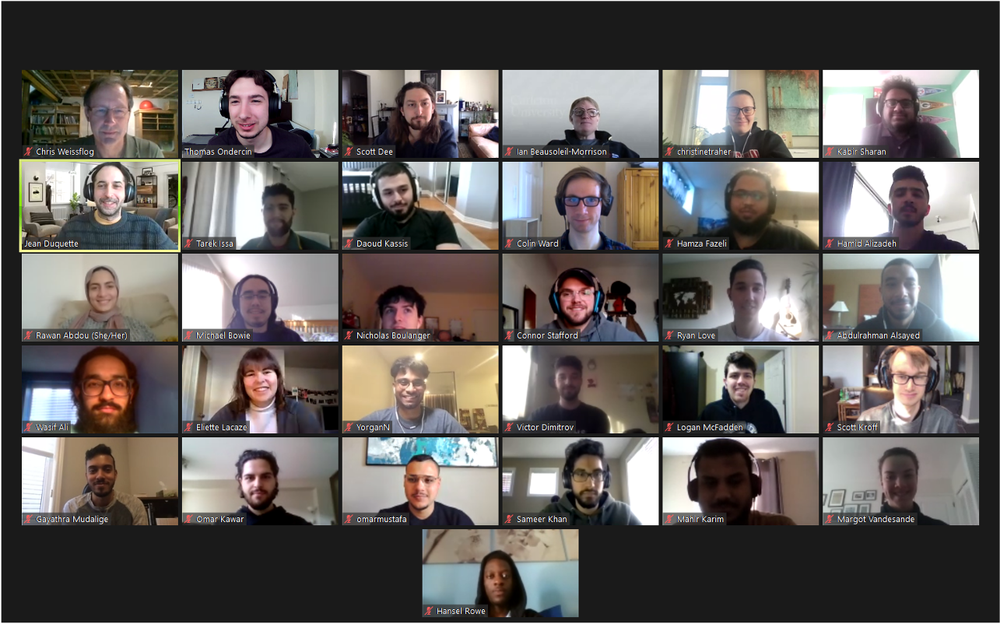 Chris Weissflog
Thomas Ondercin
Scott Dee
Ian Beausoleil-Morrison
christinetraher
Kabir Sharan
Jean Duquette
Tarek Issa
Daoud Kassis
Colin Ward
Hamza Fazeli
Hamid Alizadeh
Rawan Abdou (She/Her)
Michael Bowie
Nicholas Boulanger
Connor Stafford
Ryan Love
Abdulrahman Alsayed
Wasif Ali
Eliette Lacaze
YorganN
Victor Dimitrov
Logan McFadden
Scott Kroff
Gayathra Mudalige
Omar Kawar
omarmustafa
Sameer Khan
Mahir Karim
Margot Vandesande
Hansel Rowe